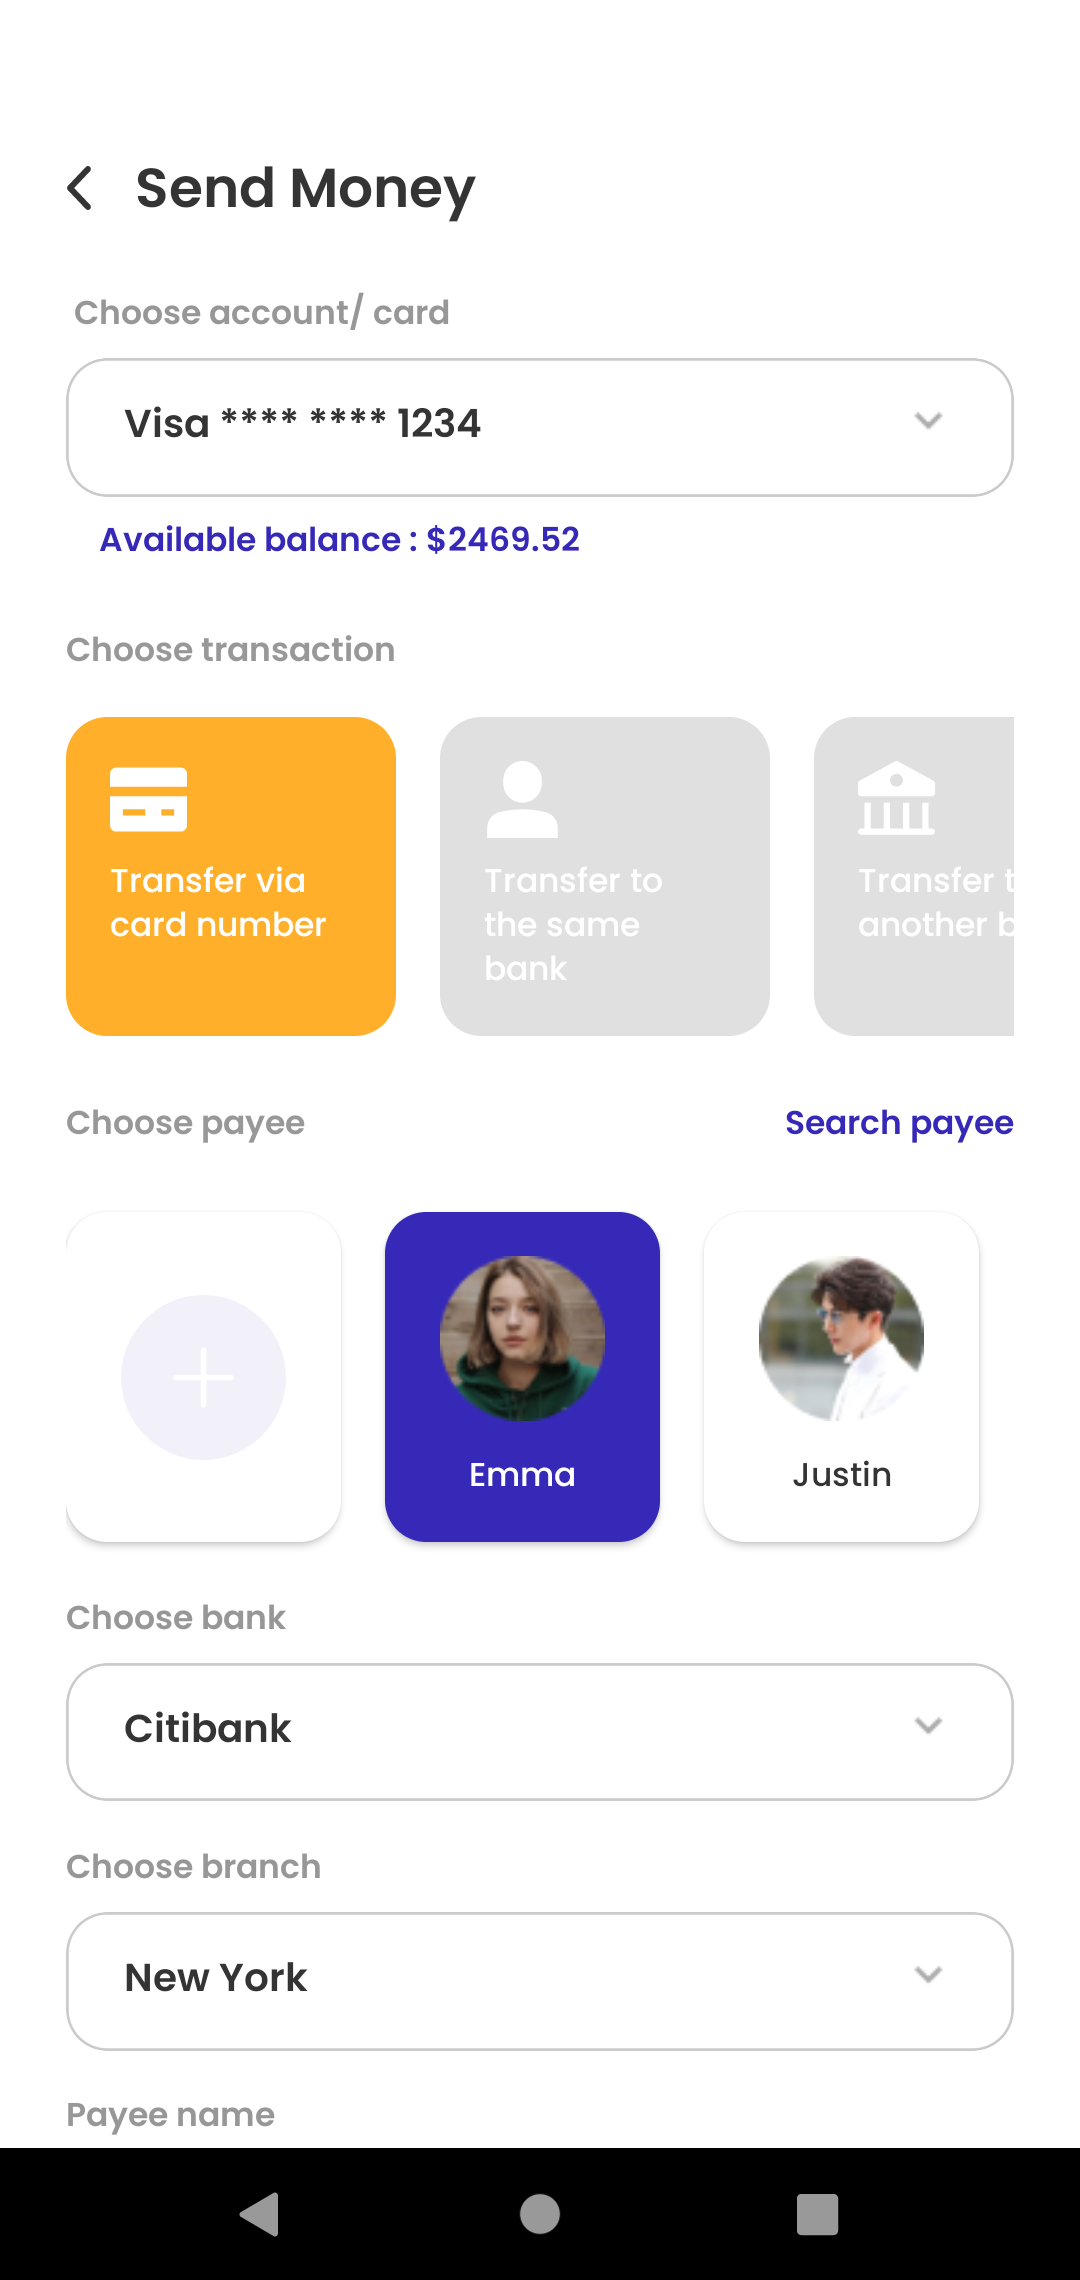 Send Money
Choose account/ card
Visa **** **** 1234
Available balance : $2469.52
Choose transaction
Transfer via
card number
Transfer to
the same
bank
Transfer t
another b
Choose payee
Search payee
Emma
Justin
Choose bank
Citibank
Choose branch
New York
Payee name